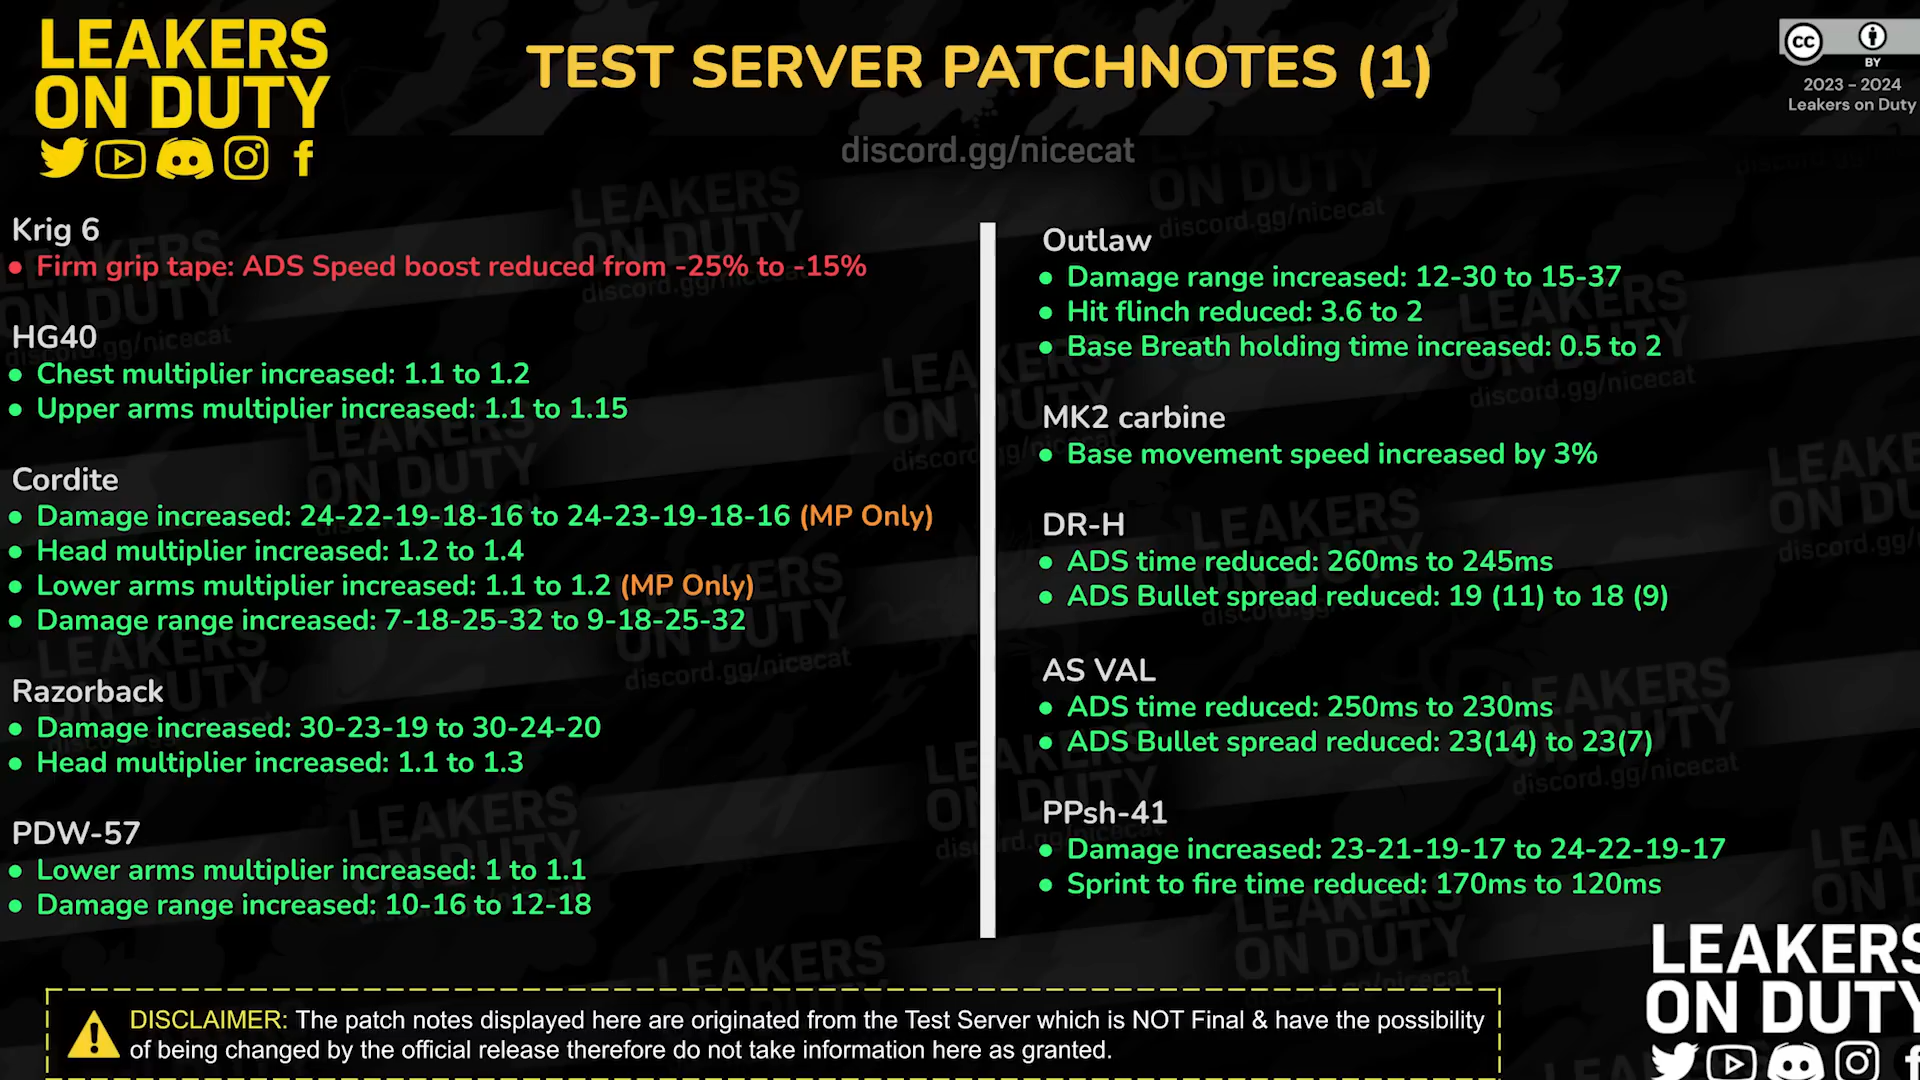 LEAKERS
ON DUTY
TEST SERVER PATCHNOTES (1)
discord.gg/nicecat
CC
BY
2023 - 2024
Leakers on Duty
Krig 6
• Firm grip tape: ADS Speed boost reduced from -25% to -15%
HG40
• Chest multiplier increased: 1.1 to 1.2
• Upper arms multiplier increased: 1.1 to 1.15
Cordite
• Damage increased: 24-22-19-18-16 to 24-23-19-18-16 (MP Only)
• Head multiplier increased: 1.2 to 1.4
• Lower arms multiplier increased: 1.1 to 1.2 (MP Only)
• Damage range increased: 7-18-25-32 to 9-18-25-32
Razorback
• Damage increased: 30-23-19 to 30-24-20
• Head multiplier increased: 1.1 to 1.3
PDW-57
• Lower arms multiplier increased: 1 to 1.1
• Damage range increased: 10-16 to 12-18
Outlaw
• Damage range increased: 12-30 to 15-37
• Hit flinch reduced: 3.6 to 2
• Base Breath holding time increased: 0.5 to 2
MK2 carbine
• Base movement speed increased by 3%
DR-H
• ADS time reduced: 260ms to 245ms
• ADS Bullet spread reduced: 19 (11) to 18 (9)
AS VAL
• ADS time reduced: 250ms to 230ms
• ADS Bullet spread reduced: 23(14) to 23(7)
PPsh-41
• Damage increased: 23-21-19-17 to 24-22-19-17
• Sprint to fire time reduced: 170ms to 120ms
DISCLAIMER: The patch notes displayed here are originated from the Test Server which is NOT Final & have the possibility
of being changed by the official release therefore do not take information here as granted.
LEAKERS
ON DUTY